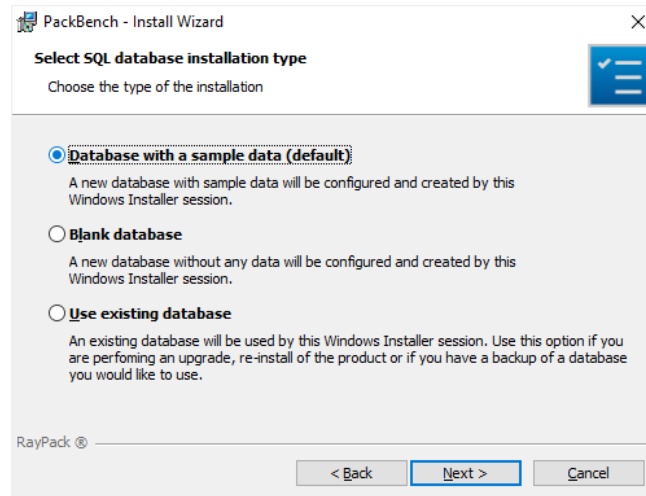 PackBench - Install Wizard
Select SQL database installation type
Choose the type of the installation
Database with a sample data (default)
A new database with sample data will be configured and created by this
Windows Installer session.
Blank database
A new database without any data will be configured and created by this
Windows Installer session.
Use existing database
An existing database will be used by this Windows Installer session. Use this option if you
are perfoming an upgrade, re-install of the product or if you have a backup of a database
you would like to use.
RayPack ®
< Back Next > Cancel